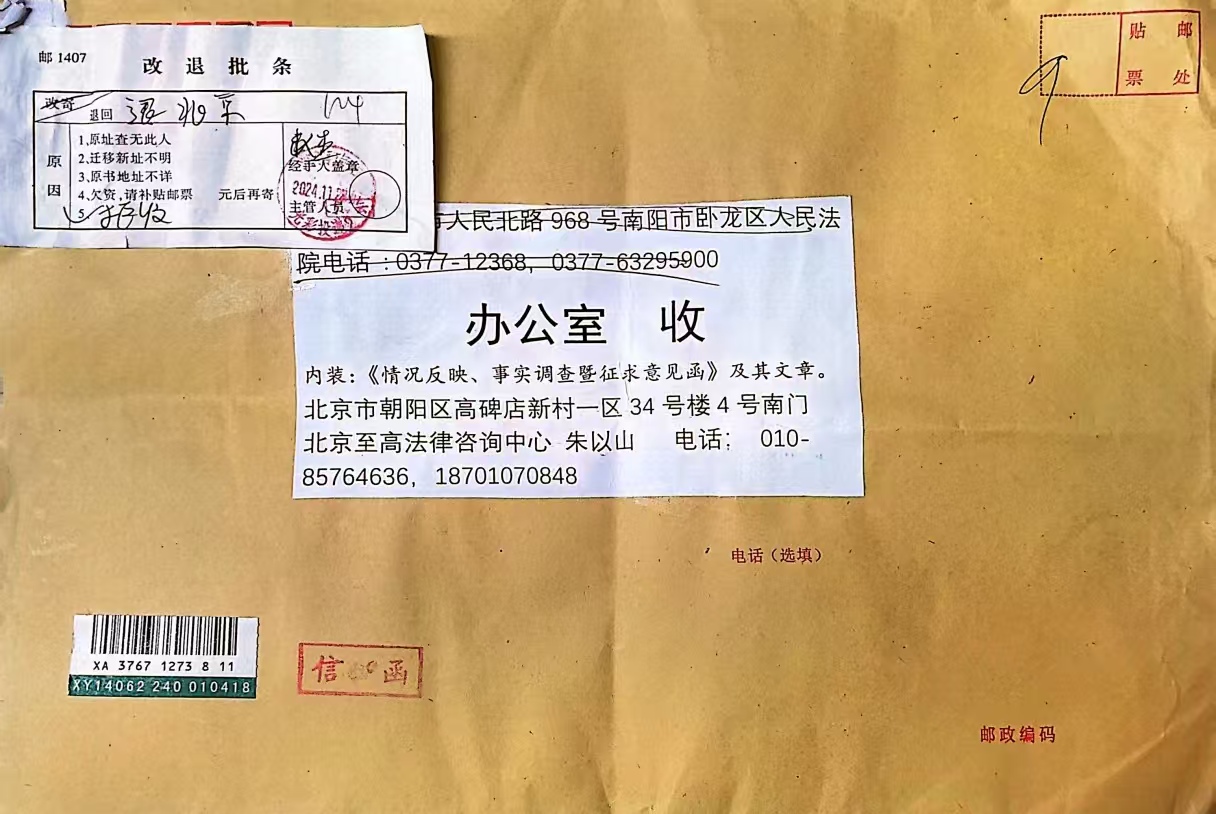 邮 1407
改 退 批 条
改寄
退回 退 北京
原因
1、原址查无此人
2、迁移新址不明
3、原书地址不详
4、欠资,请补贴邮票 元后再寄
5、拒收
经手人盖章
2024.11
主管人员
投递
贴 邮
票 处
人民北路 968 号南阳市卧龙区人民法
院电话：0377-12368，0377-63295900
办公室 收
内装：《情况反映、事实调查暨征求意见函》及其文章。
北京市朝阳区高碑店新村一区 34 号楼 4 号南门
北京至高法律咨询中心 朱以山 电话： 010-
85764636，18701070848
电话（选填）
XA 3767 1273 8 11
XY14062 240 010418
信 函
邮政编码